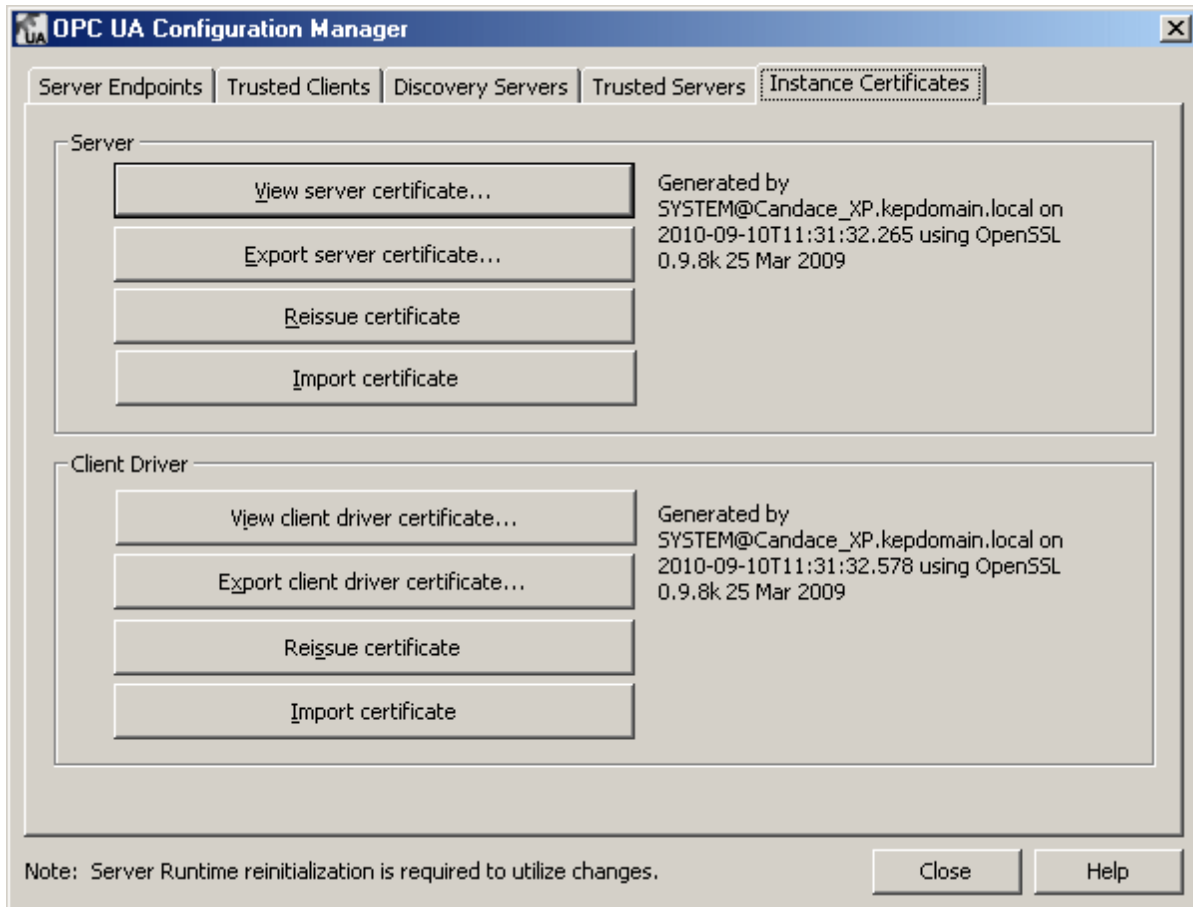 UA OPC UA Configuration Manager
Server Endpoints
Trusted Clients
Discovery Servers
Trusted Servers
Instance Certificates
Server
View server certificate...
Export server certificate...
Reissue certificate
Import certificate
Generated by
SYSTEM@Candace_XP.kepdomain.local on
2010-09-10T11:31:32.265 using OpenSSL
0.9.8k 25 Mar 2009
Client Driver
View client driver certificate...
Export client driver certificate...
Reissue certificate
Import certificate
Generated by
SYSTEM@Candace_XP.kepdomain.local on
2010-09-10T11:31:32.578 using OpenSSL
0.9.8k 25 Mar 2009
Note: Server Runtime reinitialization is required to utilize changes.
Close
Help